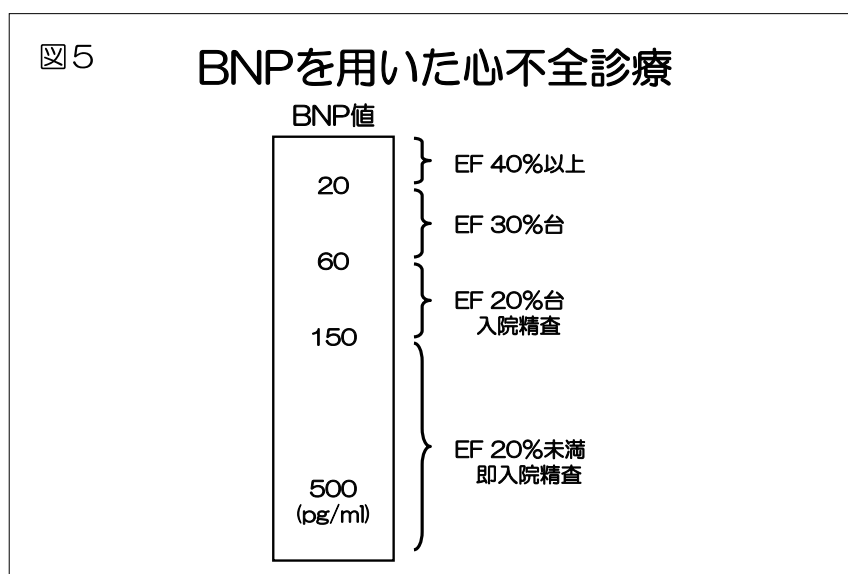 図5
BNPを用いた心不全診療
BNP値
EF 40%以上
20
EF 30%台
60
EF 20%台
入院精査
150
EF 20%未満
即入院精査
500
(pg/ml)